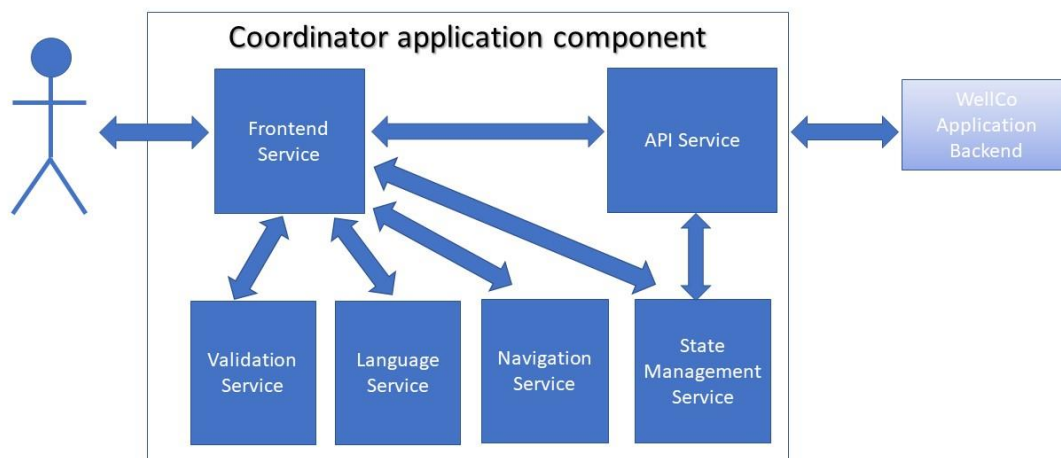 Coordinator application component
Frontend
Service
API Service
WellCo
Application
Backend
Validation
Service
Language
Service
Navigation
Service
State
Management
Service